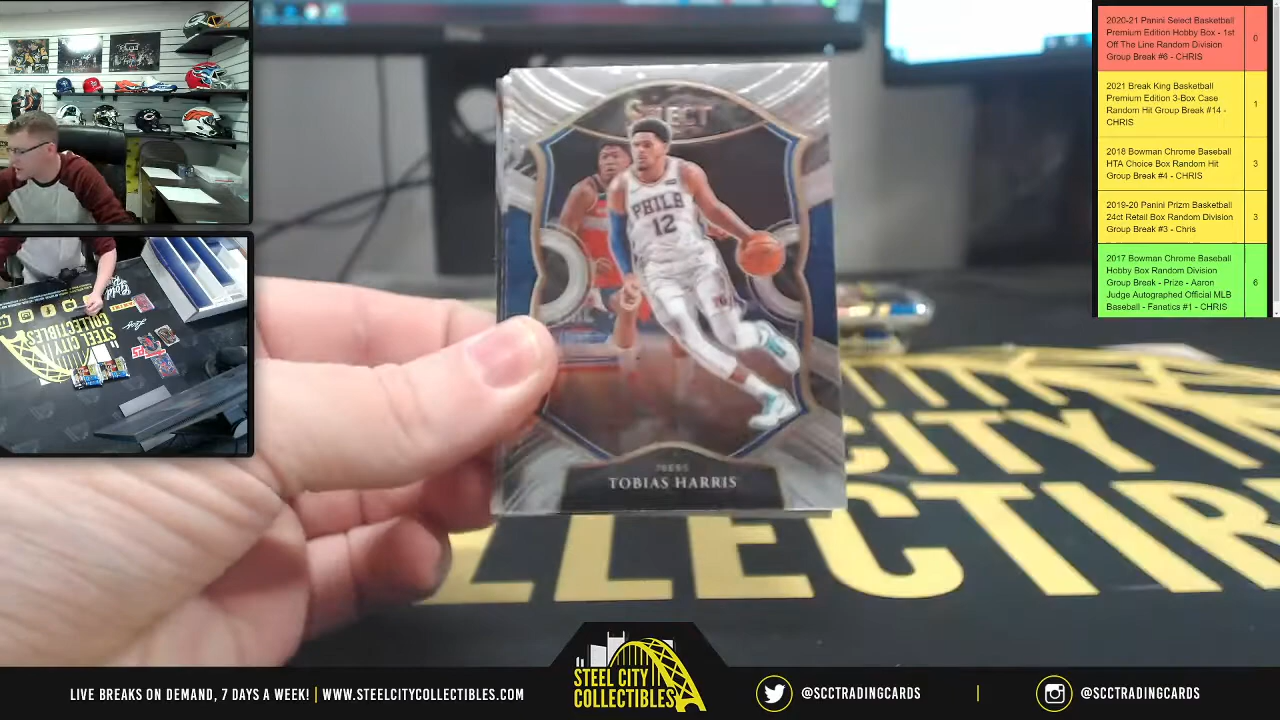 SELECT
PHILA
12
76ERS
TOBIAS HARRIS
2020-21 Panini Select Basketball
Premium Edition Hobby Box - 1st
Off The Line Random Division
Group Break #6 - CHRIS
0
2021 Break King Basketball
Premium Edition 3-Box Case
Random Hit Group Break #14 -
CHRIS
1
2018 Bowman Chrome Baseball
HTA Choice Box Random Hit
Group Break #4 - CHRIS
3
2019-20 Panini Prizm Basketball
24ct Retail Box Random Division
Group Break #3 - Chris
3
2017 Bowman Chrome Baseball
Hobby Box Random Division
Group Break - Prize - Aaron
Judge Autographed Official MLB
Baseball - Fanatics #1 - CHRIS
6
STEEL CITY
COLLECTIBLES
CITY
LLECTIB
LIVE BREAKS ON DEMAND, 7 DAYS A WEEK! | WWW.STEELCITYCOLLECTIBLES.COM
STEEL CITY
COLLECTIBLES
@SCCTRADINGCARDS
@SCCTRADINGCARDS